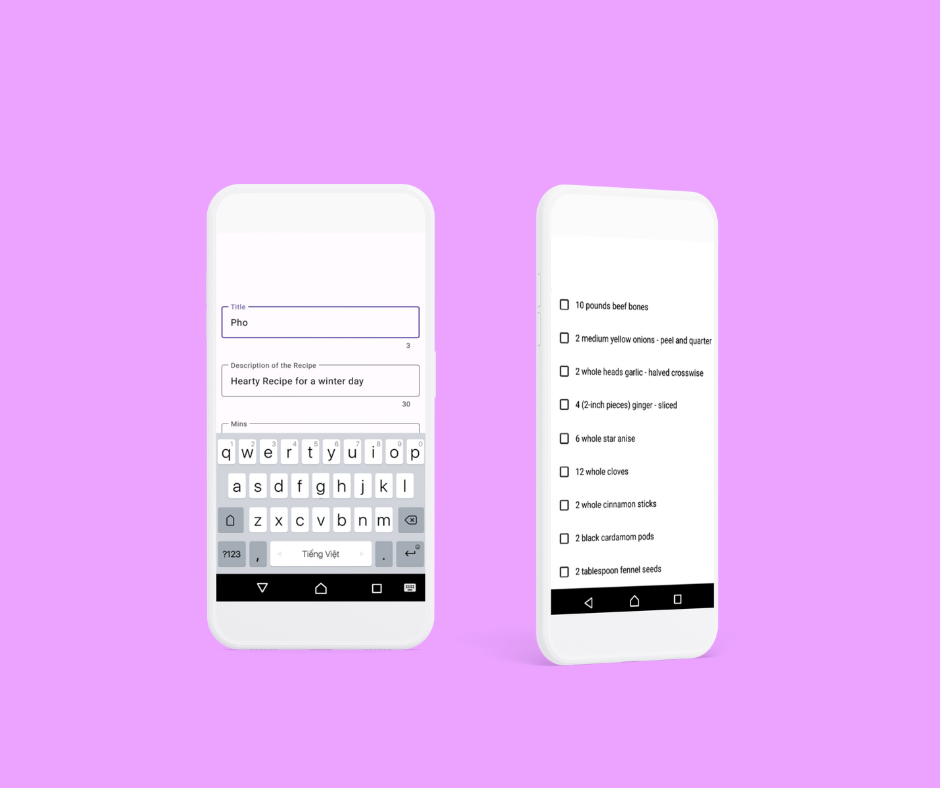 Title
Pho
3
Description of the Recipe
Hearty Recipe for a winter day
30
Mins
1 2 3 4 5 6 7 8 9 0
q w e r t y u i o p
a s d f g h j k l
z x c v b n m
?123 , Tiếng Việt .
10 pounds beef bones
2 medium yellow onions - peel and quarter
2 whole heads garlic - halved crosswise
4 (2-inch pieces) ginger - sliced
6 whole star anise
12 whole cloves
2 whole cinnamon sticks
2 black cardamom pods
2 tablespoon fennel seeds